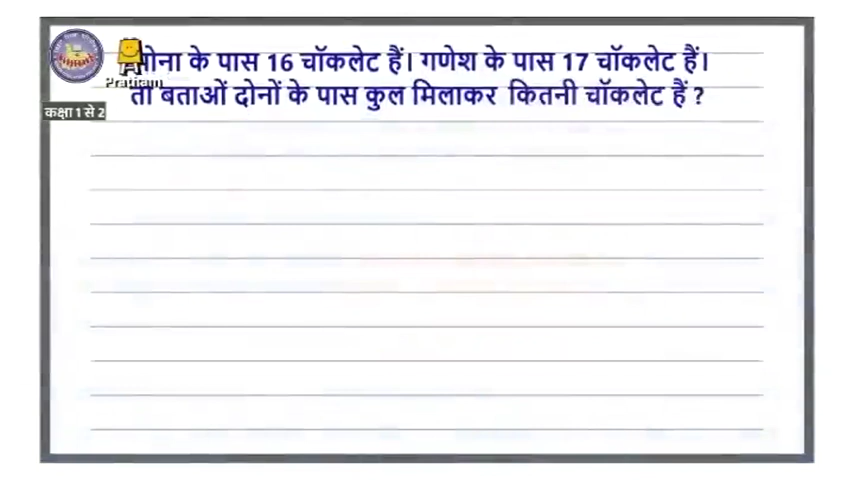 के पास 16 चॉकलेट हैं। गणेश के पास 17 चॉकलेट हैं।
तो बताओं दोनों के पास कुल मिलाकर कितनी चॉकलेट हैं ?
Pratham
कक्षा 1 से 2